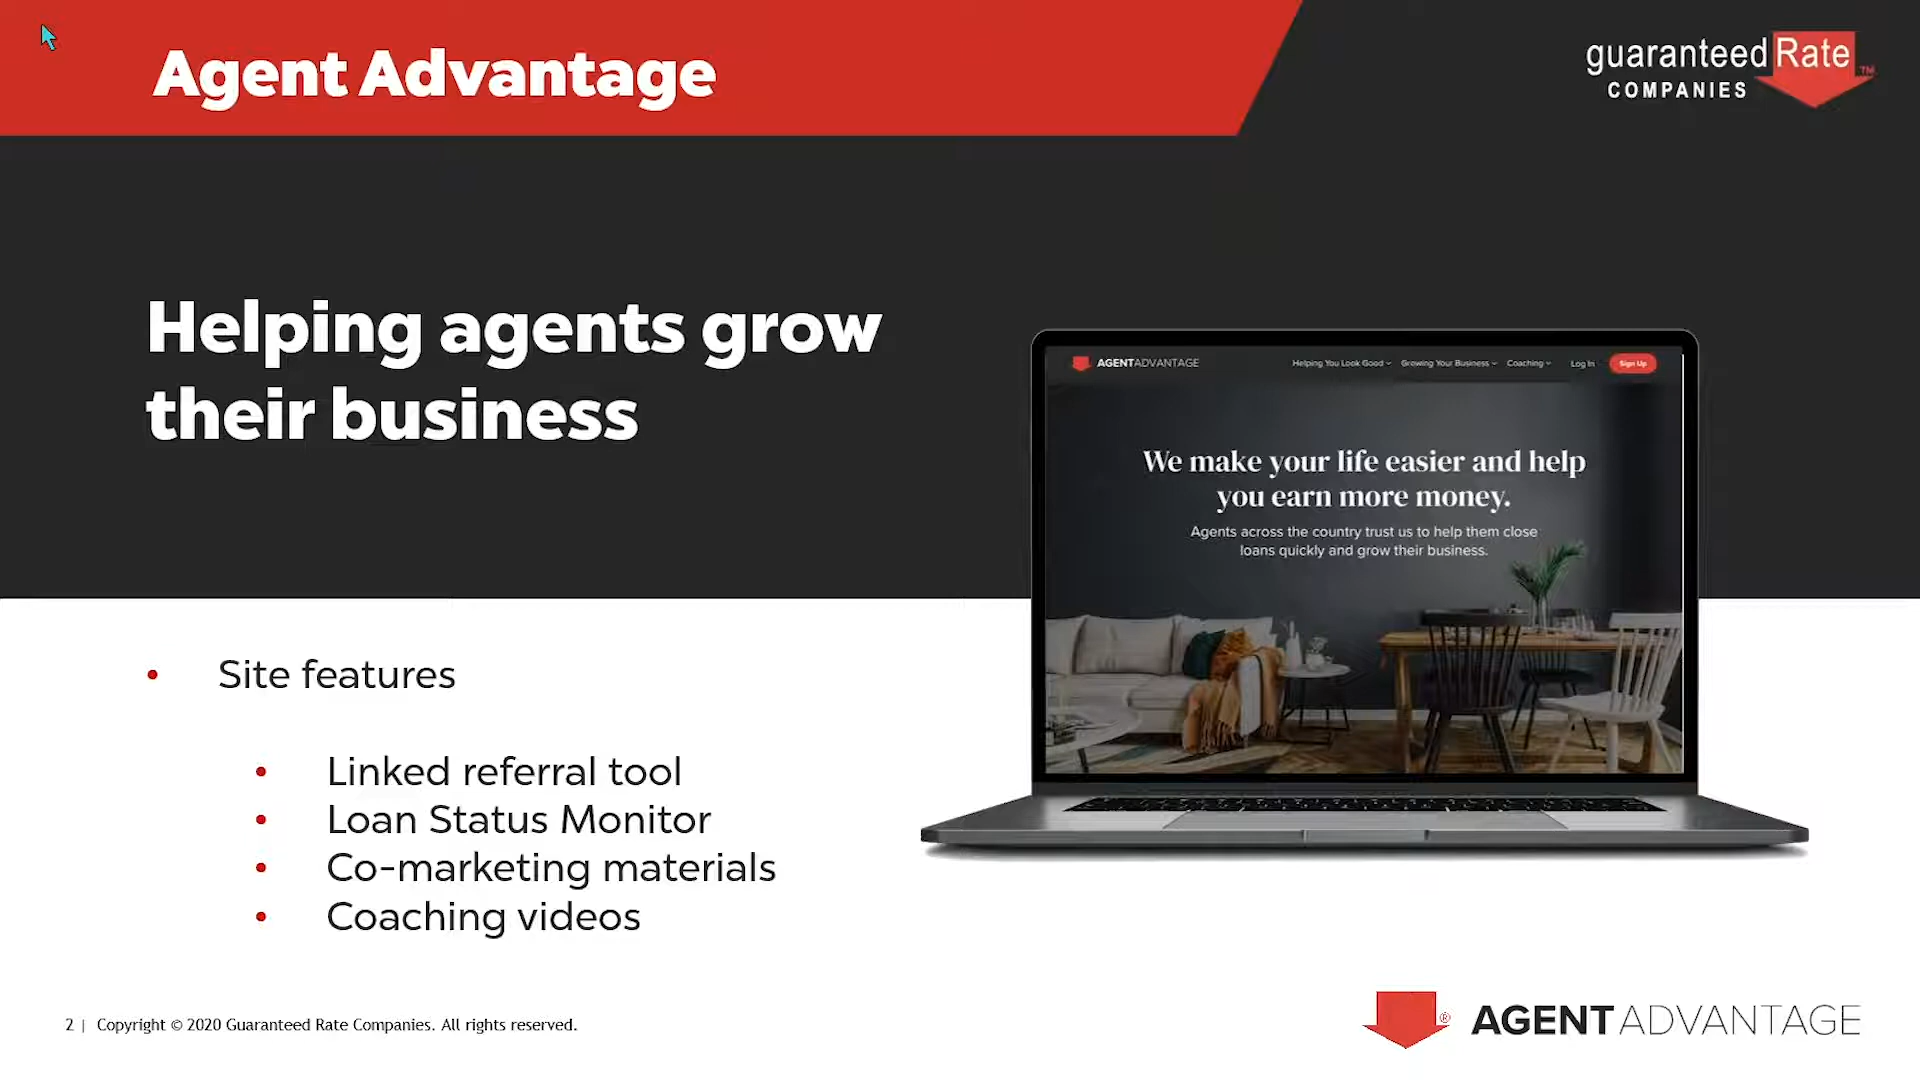 Agent Advantage
guaranteed Rate ™
COMPANIES
Helping agents grow
their business
AGENTADVANTAGE
Helping You Look Good
Growing Your Business
Coaching
Log In
Sign Up
We make your life easier and help
you earn more money.
Agents across the country trust us to help them close
loans quickly and grow their business.
• Site features
• Linked referral tool
• Loan Status Monitor
• Co-marketing materials
• Coaching videos
2 | Copyright © 2020 Guaranteed Rate Companies. All rights reserved.
® AGENTADVANTAGE